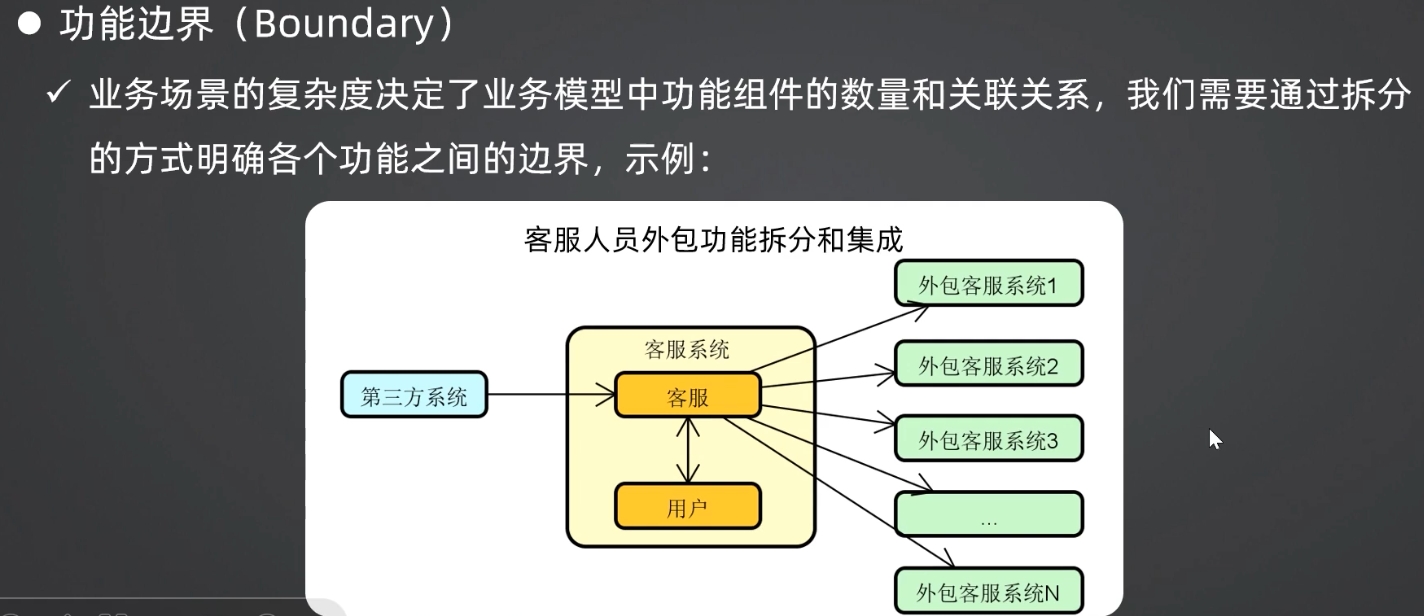 功能边界（Boundary）
业务场景的复杂度决定了业务模型中功能组件的数量和关联关系，我们需要通过拆分
的方式明确各个功能之间的边界，示例：
客服人员外包功能拆分和集成
外包客服系统1
客服系统
外包客服系统2
第三方系统
客服
外包客服系统3
用户
...
外包客服系统N